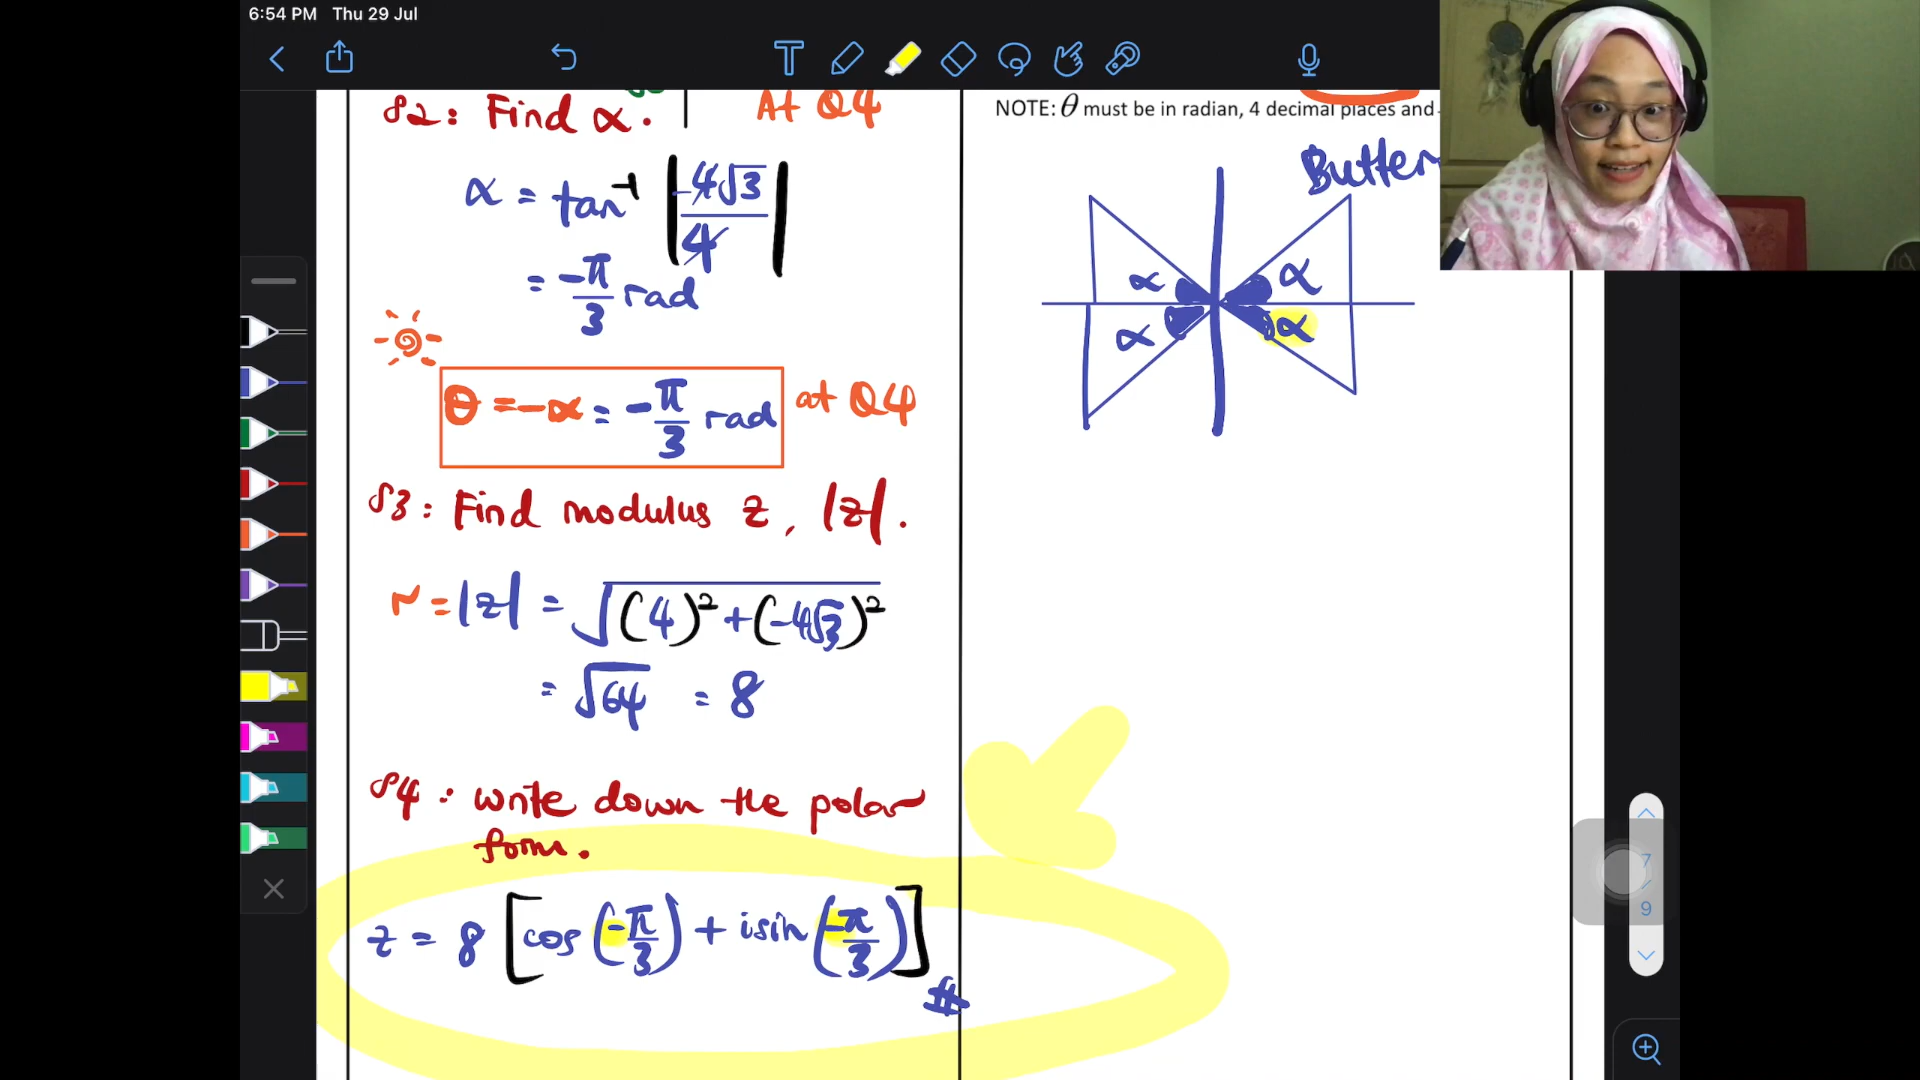 6:54 PM Thu 29 Jul
S2: Find α.
At Q4
α = tan⁻¹ |-4√3/4|
= -π/3 rad
θ = -α = -π/3 rad at Q4
S3: Find modulus z, |z|.
r = |z| = √((4)² + (-4√3)²)
= √64 = 8
S4: Write down the polar
form.
z = 8 [cos(-π/3) + isin(-π/3)] #
NOTE: θ must be in radian, 4 decimal places and
α α
α α
7
/
9